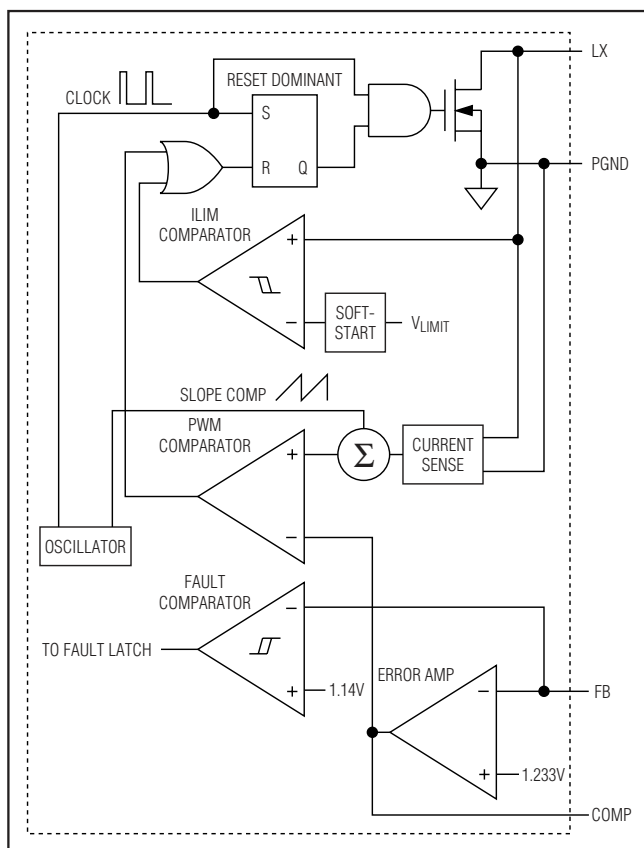 LX
RESET DOMINANT
CLOCK
S
R
Q
PGND
ILIM
COMPARATOR
+
−
SOFT-
START
VLIMIT
SLOPE COMP
PWM
COMPARATOR
+
−
Σ
CURRENT
SENSE
OSCILLATOR
FAULT
COMPARATOR
−
+
TO FAULT LATCH
1.14V
ERROR AMP
−
+
FB
1.233V
COMP